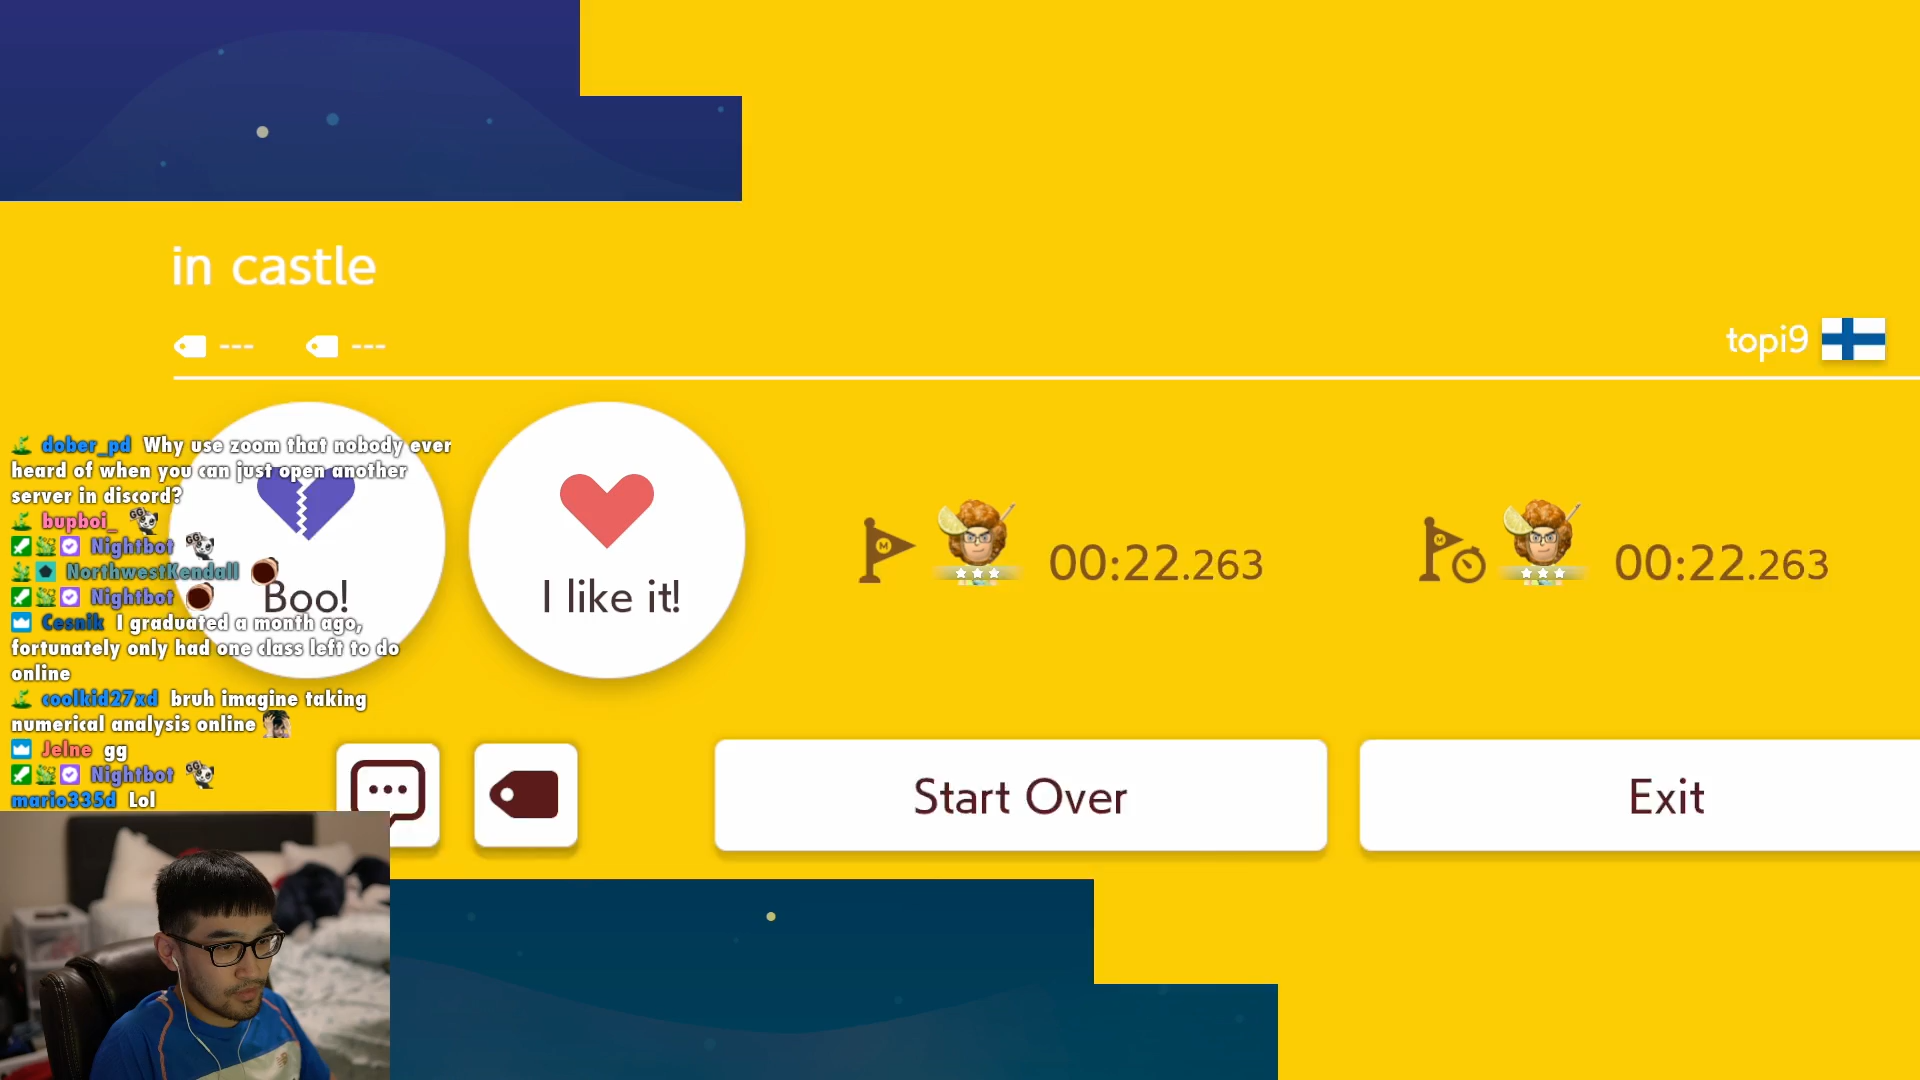 in castle
--- ---
topi9
dober_pd Why use zoom that nobody ever
heard of when you can just open another
server in discord?
bupboi_
Nightbot
NorthwestKendall
Nightbot
Cesnik I graduated a month ago,
fortunately only had one class left to do
online
coolkid27xd bruh imagine taking
numerical analysis online
Jelne gg
Nightbot
mario335d Lol
Boo!
I like it!
M
00:22.263
M
00:22.263
Start Over
Exit